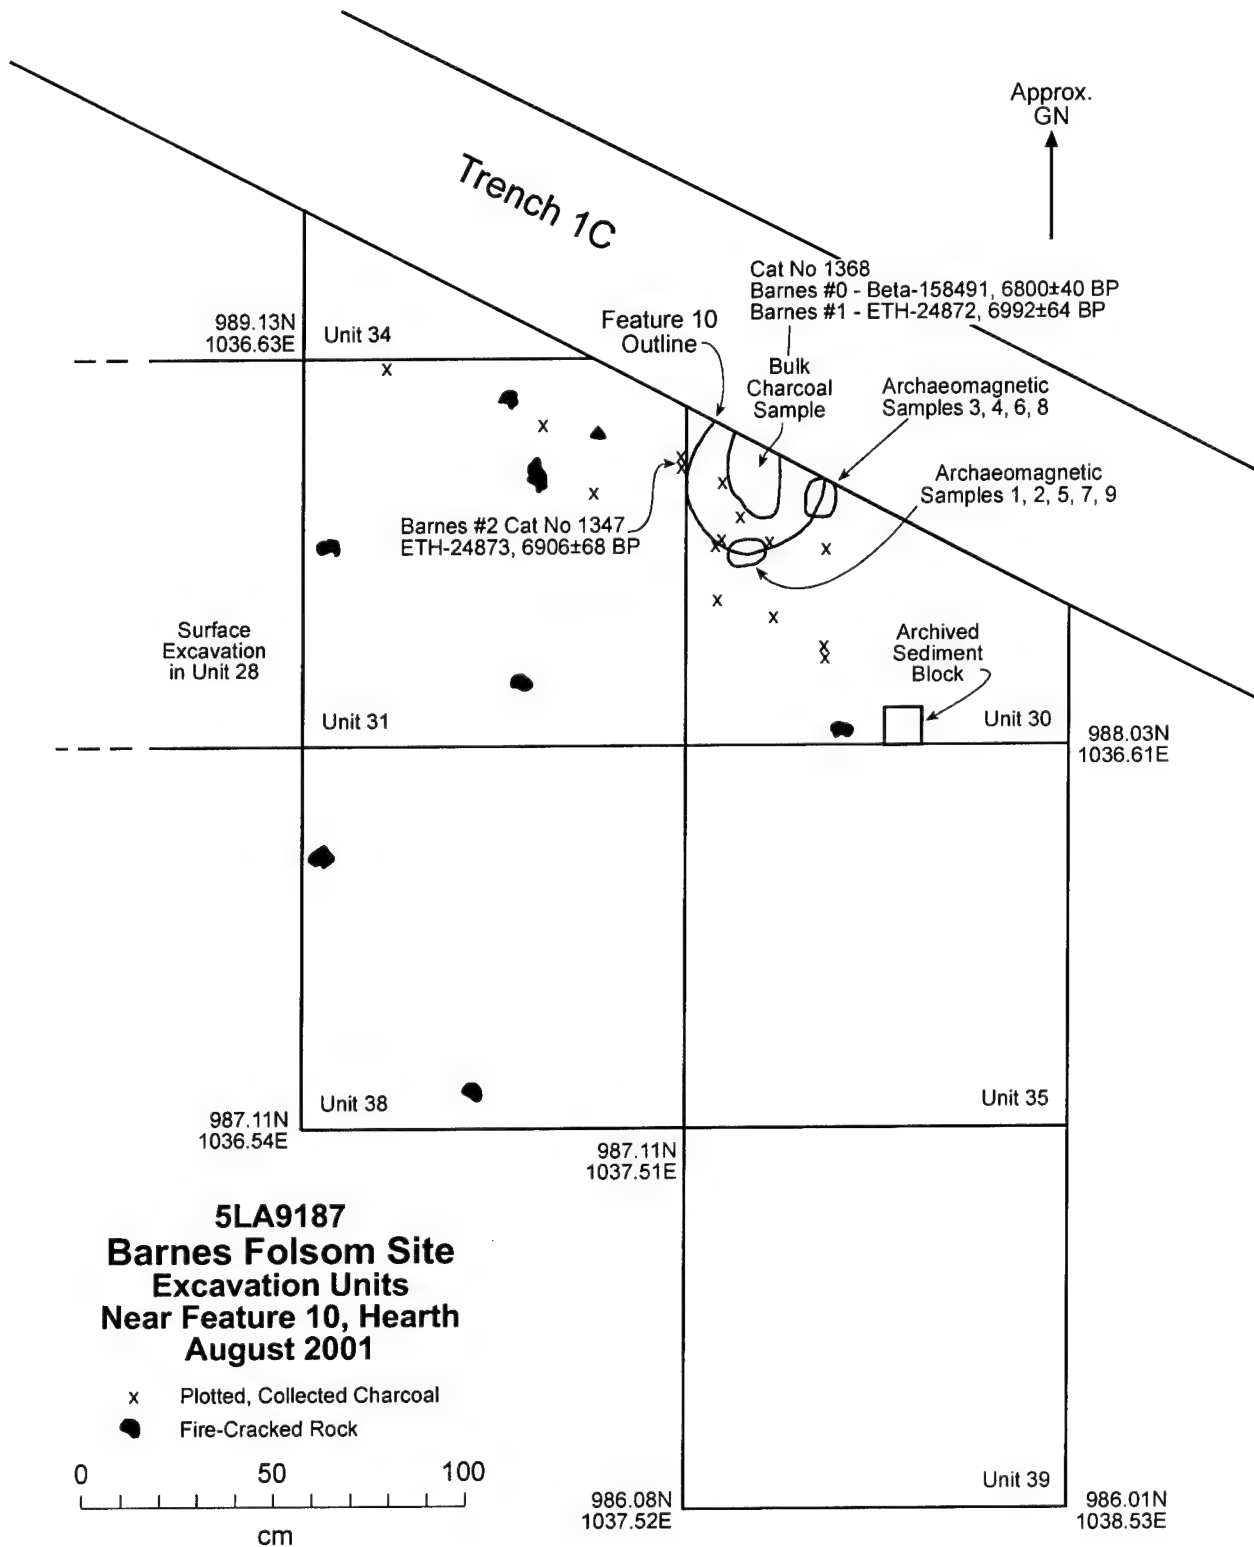 Approx.
GN
Trench 1C
Cat No 1368
Barnes #0 - Beta-158491, 6800±40 BP
Barnes #1 - ETH-24872, 6992±64 BP
989.13N
1036.63E
Unit 34
Feature 10
Outline
Bulk
Charcoal
Sample
Archaeomagnetic
Samples 3, 4, 6, 8
Archaeomagnetic
Samples 1, 2, 5, 7, 9
Barnes #2 Cat No 1347
ETH-24873, 6906±68 BP
Surface
Excavation
in Unit 28
Archived
Sediment
Block
Unit 31
Unit 30
988.03N
1036.61E
Unit 38
Unit 35
987.11N
1036.54E
987.11N
1037.51E
5LA9187
Barnes Folsom Site
Excavation Units
Near Feature 10, Hearth
August 2001
x Plotted, Collected Charcoal
Fire-Cracked Rock
0 50 100
cm
Unit 39
986.08N
1037.52E
986.01N
1038.53E